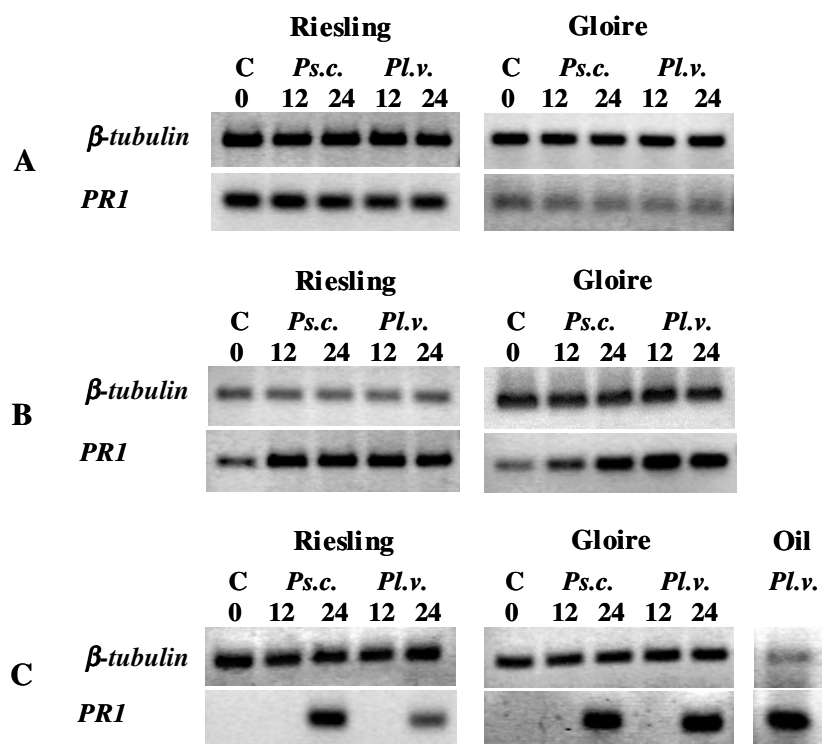 Riesling Gloire
C Ps.c. Pl.v. C Ps.c. Pl.v.
0 12 24 12 24 0 12 24 12 24
β-tubulin
A
PR1
Riesling Gloire
C Ps.c. Pl.v. C Ps.c. Pl.v.
0 12 24 12 24 0 12 24 12 24
β-tubulin
B
PR1
Riesling Gloire Oil
C Ps.c. Pl.v. C Ps.c. Pl.v. Pl.v.
0 12 24 12 24 0 12 24 12 24
β-tubulin
C
PR1